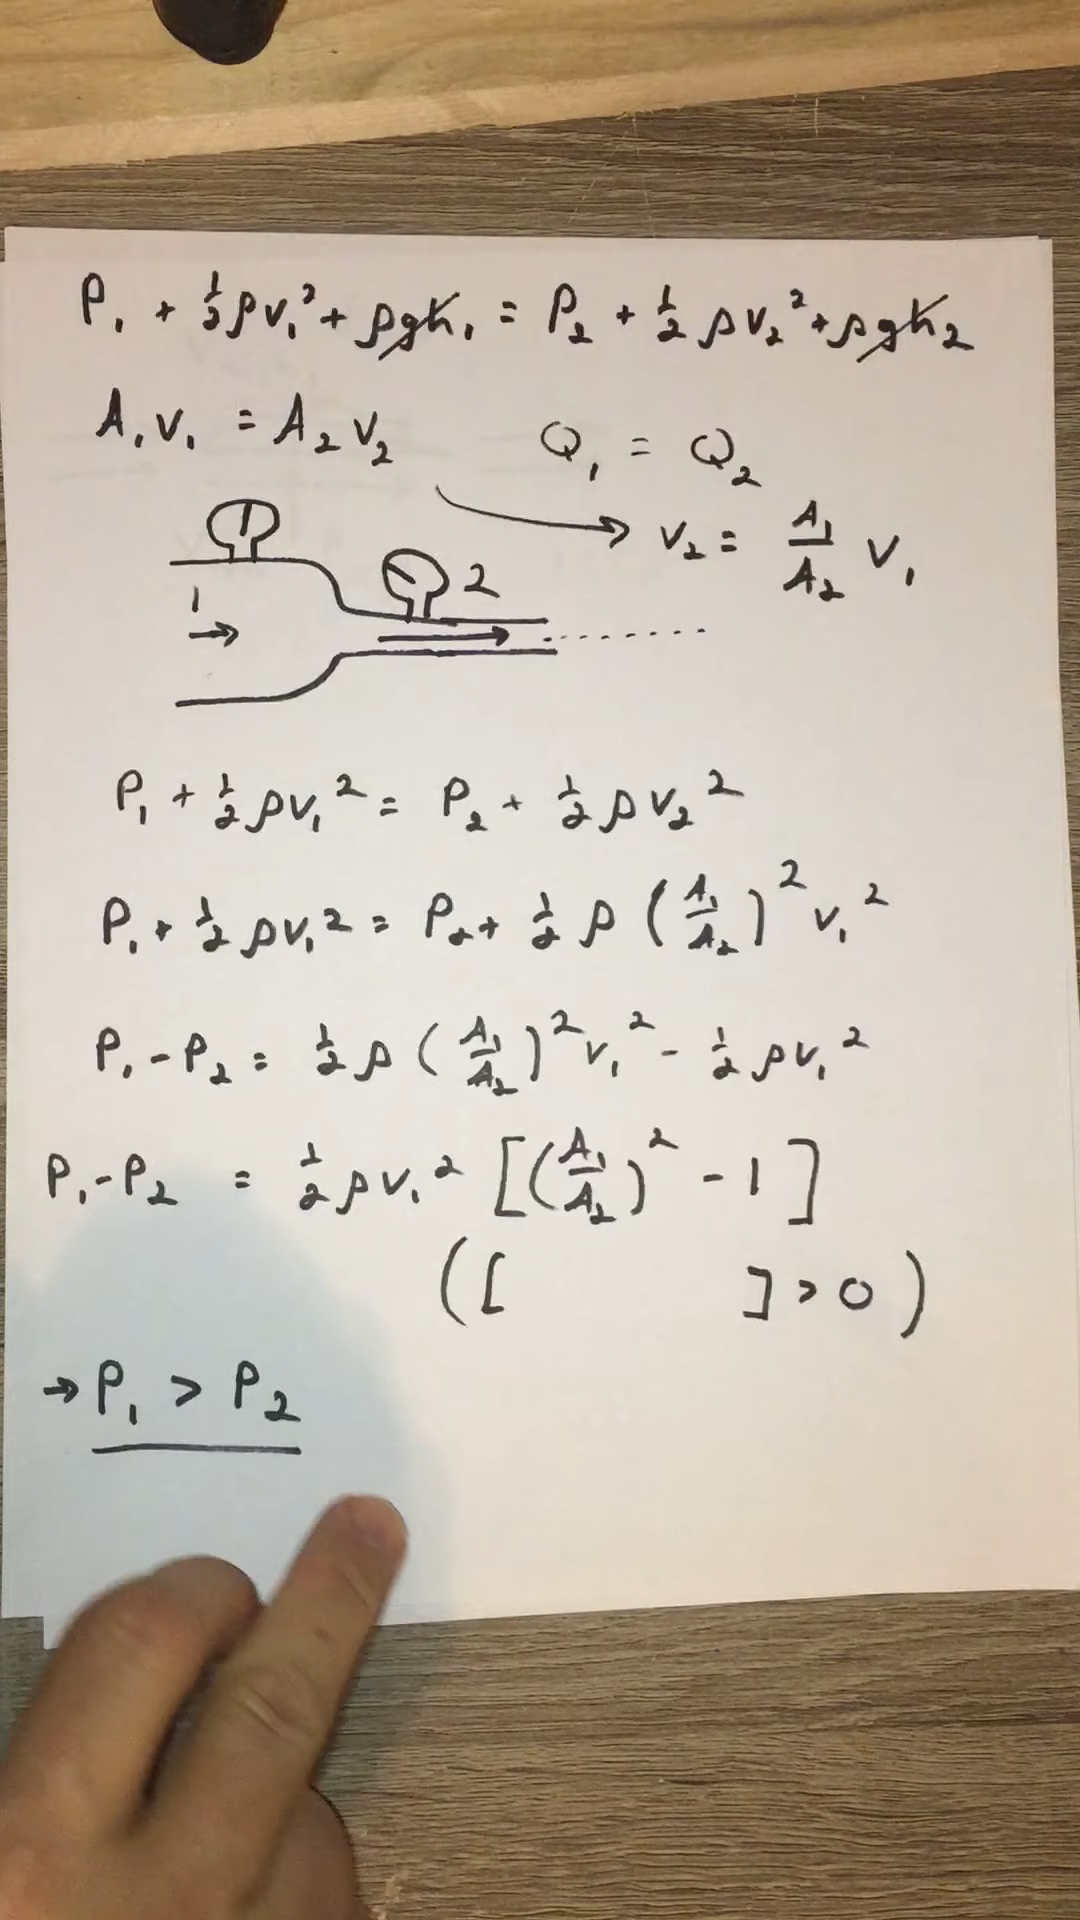 P₁ + ½ρv₁² + ρgh₁ = P₂ + ½ρv₂² + ρgh₂
A₁v₁ = A₂v₂
Q₁ = Q₂
v₂ = A₁/A₂ v₁
1
2
P₁ + ½ρv₁² = P₂ + ½ρv₂²
P₁ + ½ρv₁² = P₂ + ½ρ(A₁/A₂)²v₁²
P₁ - P₂ = ½ρ(A₁/A₂)²v₁² - ½ρv₁²
P₁ - P₂ = ½ρv₁² [(A₁/A₂)² - 1]
([ ] > 0)
→ P₁ > P₂